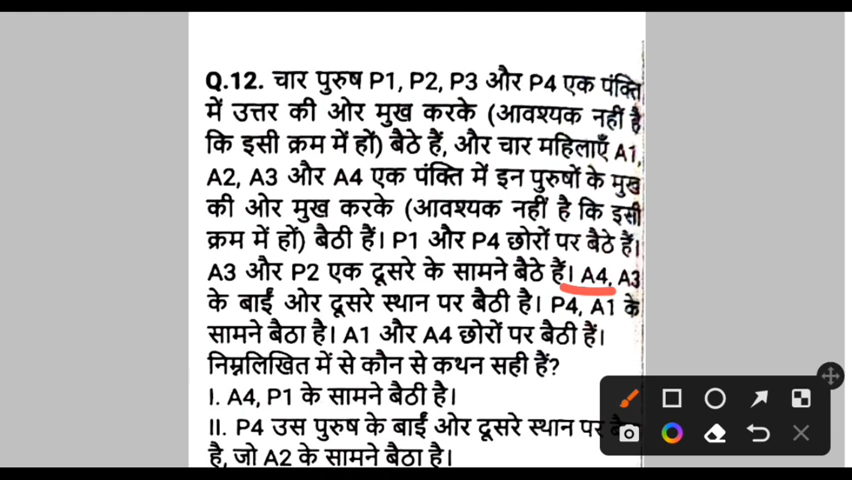 Q.12. चार पुरुष P1, P2, P3 और P4 एक पंक्ति
में उत्तर की ओर मुख करके (आवश्यक नहीं है
कि इसी क्रम में हों) बैठे हैं, और चार महिलाएँ A1,
A2, A3 और A4 एक पंक्ति में इन पुरुषों के मुख
की ओर मुख करके (आवश्यक नहीं है कि इसी
क्रम में हों) बैठी हैं। P1 और P4 छोरों पर बैठे हैं।
A3 और P2 एक दूसरे के सामने बैठे हैं। A4, A3
के बाईं ओर दूसरे स्थान पर बैठी है। P4, A1 के
सामने बैठा है। A1 और A4 छोरों पर बैठी हैं।
निम्नलिखित में से कौन से कथन सही हैं?
I. A4, P1 के सामने बैठी है।
II. P4 उस पुरुष के बाईं ओर दूसरे स्थान पर
है, जो A2 के सामने बैठा है।